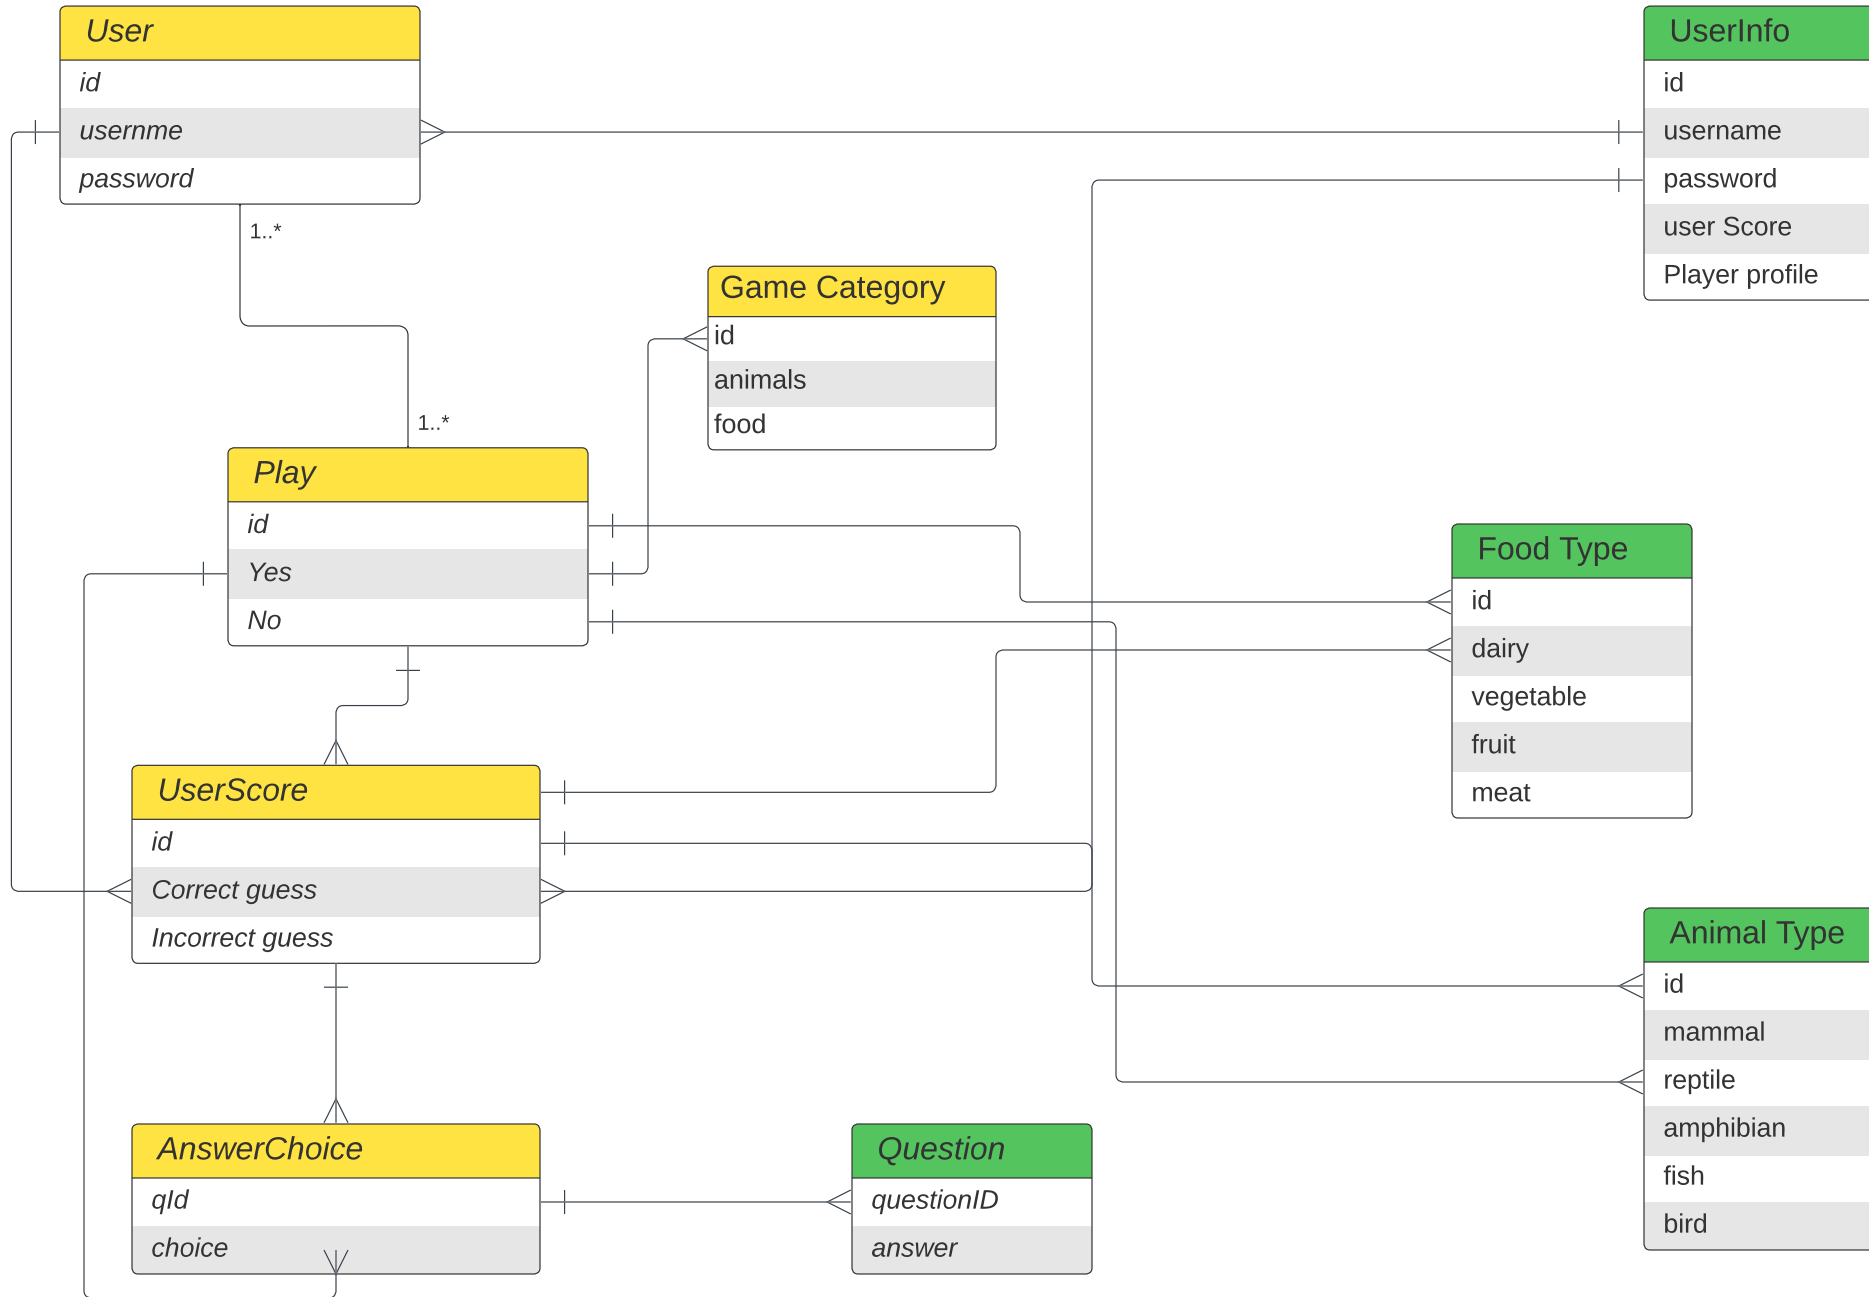 User
id
usernme
password
1..*
UserInfo
id
username
password
user Score
Player profile
Game Category
id
animals
food
1..*
Play
id
Yes
No
Food Type
id
dairy
vegetable
fruit
meat
UserScore
id
Correct guess
Incorrect guess
Animal Type
id
mammal
reptile
amphibian
fish
bird
AnswerChoice
qId
choice
Question
questionID
answer